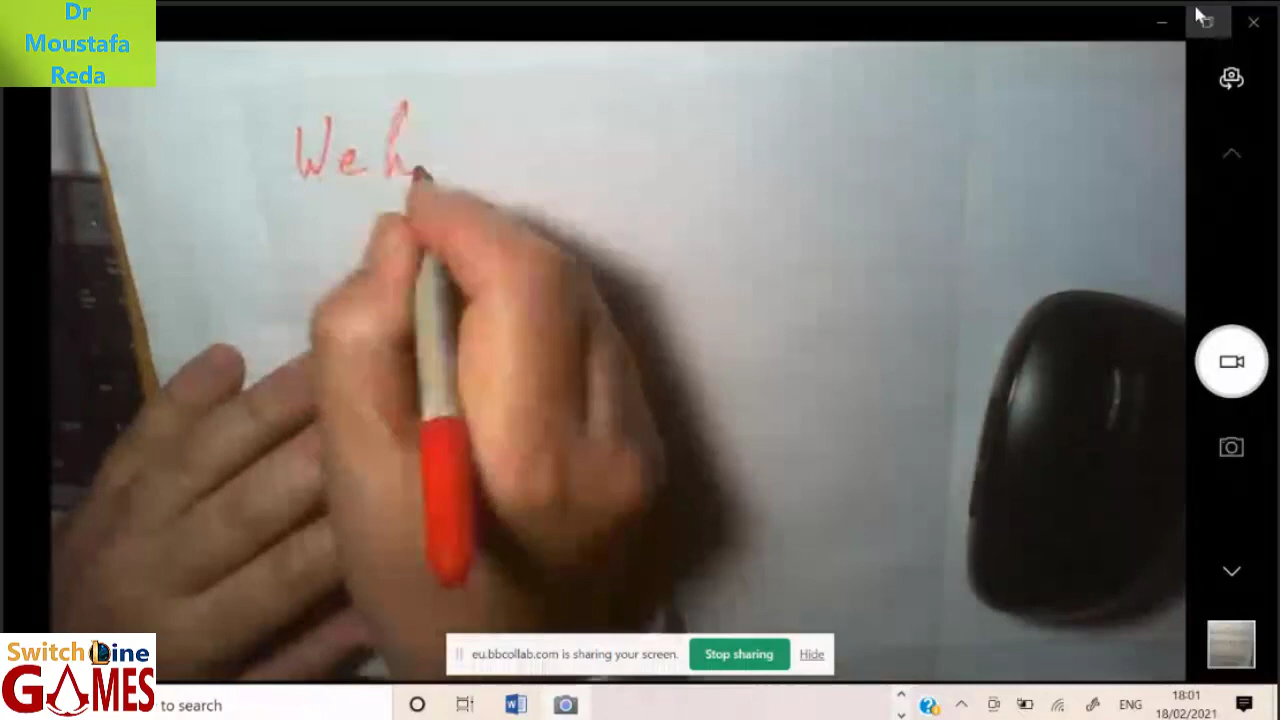 Dr
Moustafa
Reda
We h
eu.bbcollab.com is sharing your screen. Stop sharing Hide
Switch Line
GAMES
to search
ENG
18:01
18/02/2021